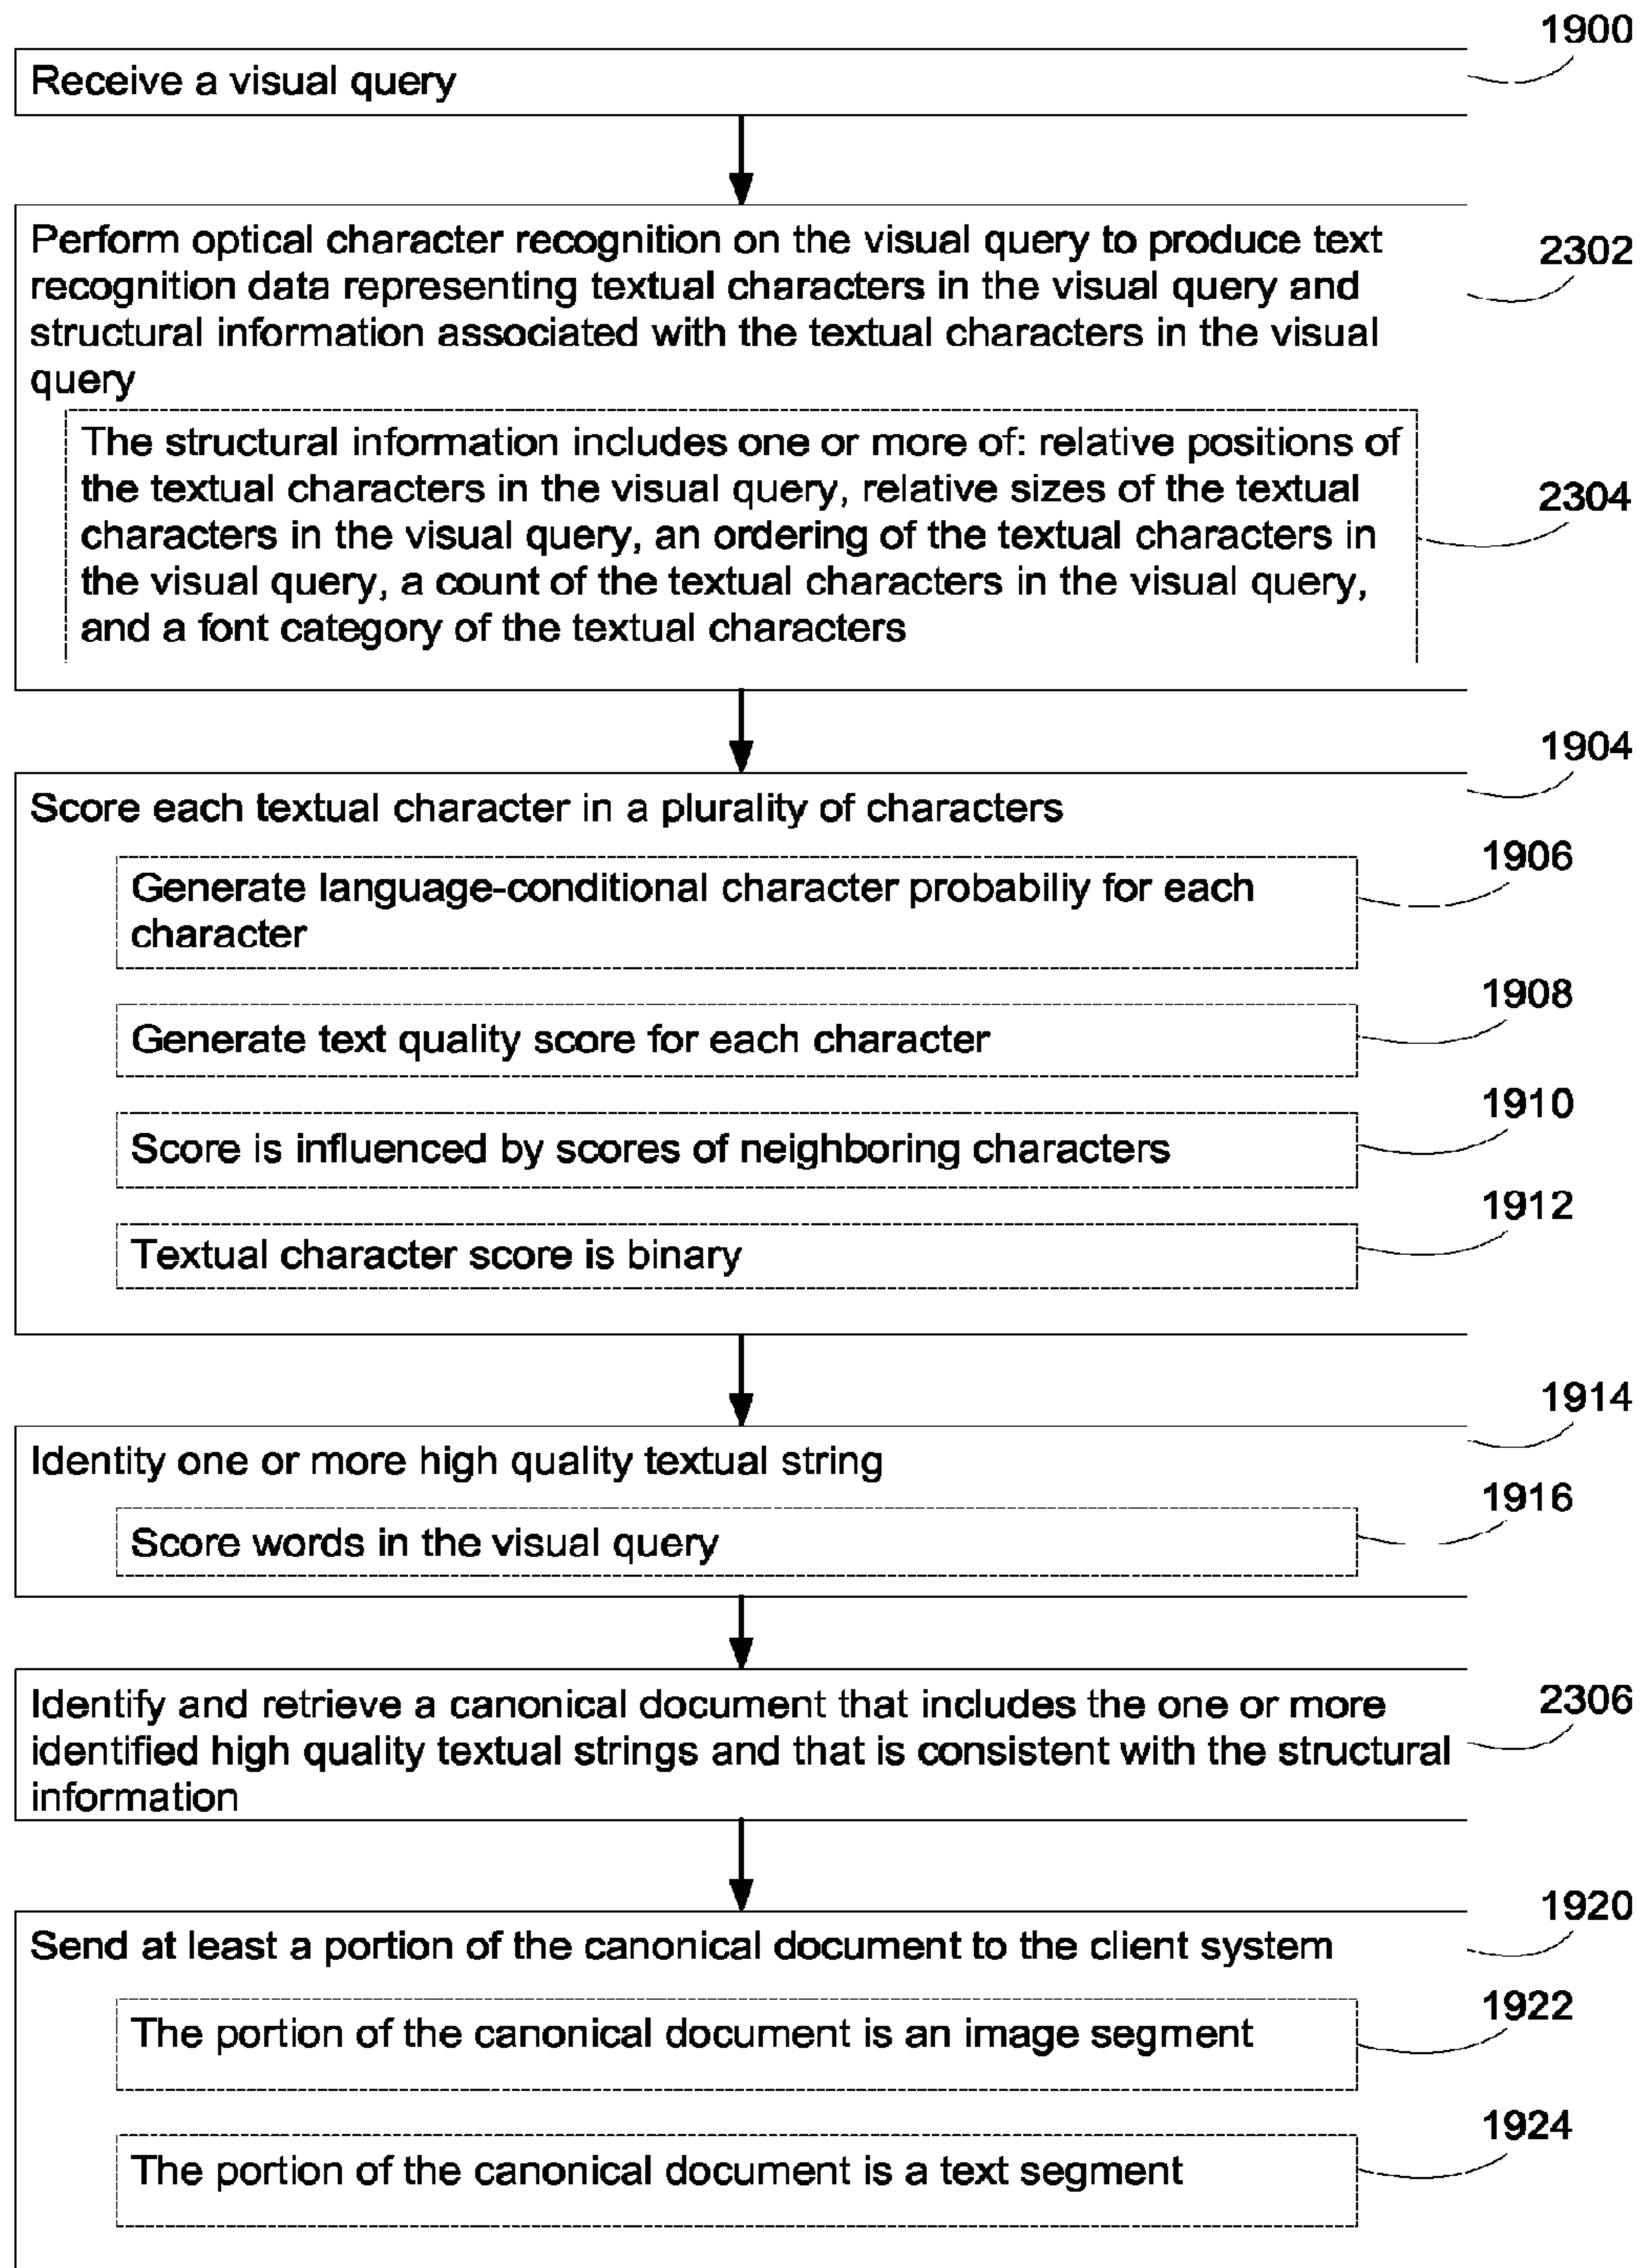 1900
Receive a visual query
Perform optical character recognition on the visual query to produce text
2302
recognition data representing textual characters in the visual query and
structural information associated with the textual characters in the visual
query
The structural information includes one or more of: relative positions of
the textual characters in the visual query, relative sizes of the textual
2304
characters in the visual query, an ordering of the textual characters in
the visual query, a count of the textual characters in the visual query,
and a font category of the textual characters
1904
Score each textual character in a plurality of characters
1906
Generate language-conditional character probabiliy for each
character
1908
Generate text quality score for each character
1910
Score is influenced by scores of neighboring characters
1912
Textual character score is binary
1914
Identity one or more high quality textual string
1916
Score words in the visual query
Identify and retrieve a canonical document that includes the one or more
2306
identified high quality textual strings and that is consistent with the structural
information
1920
Send at least a portion of the canonical document to the client system
1922
The portion of the canonical document is an image segment
1924
The portion of the canonical document is a text segment